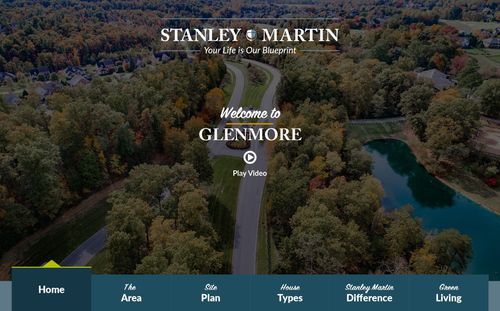 STANLEY MARTIN
Your Life is Our Blueprint
Welcome to
GLENMORE
Play Video
Home
The
Area
Site
Plan
House
Types
Stanley Martin
Difference
Green
Living